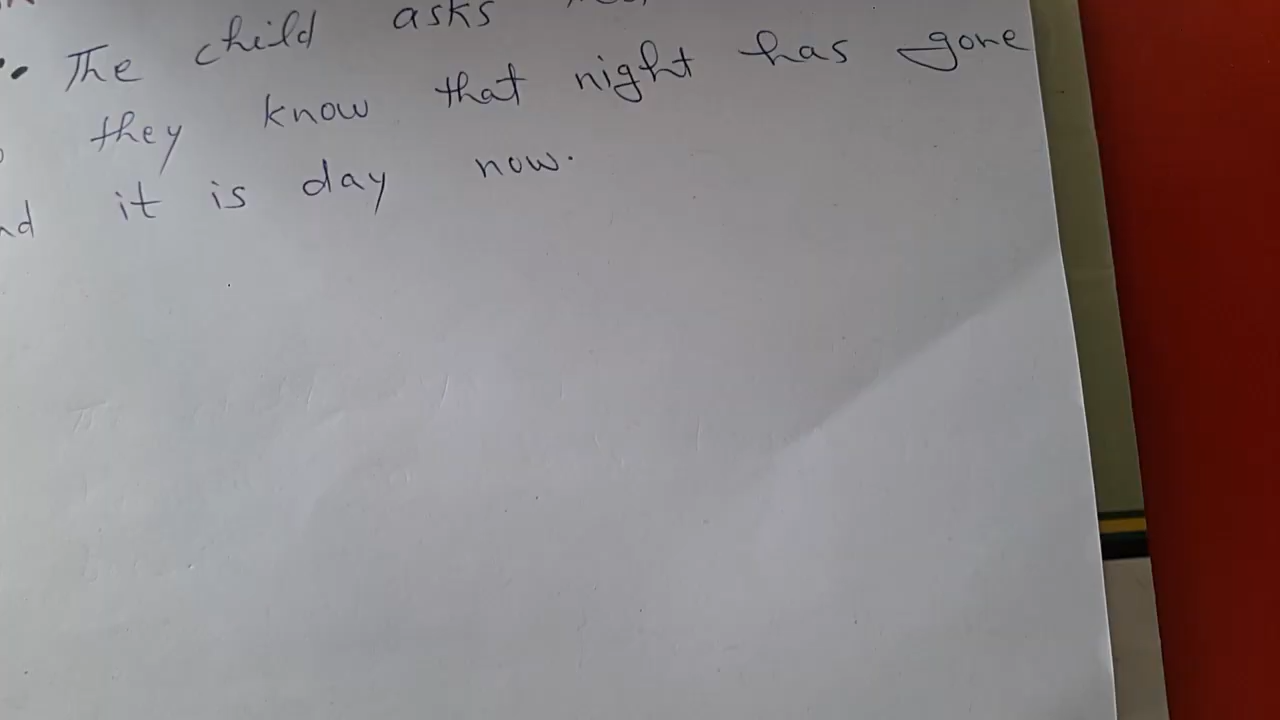 The child asks
they know that night has gone
it is day now.